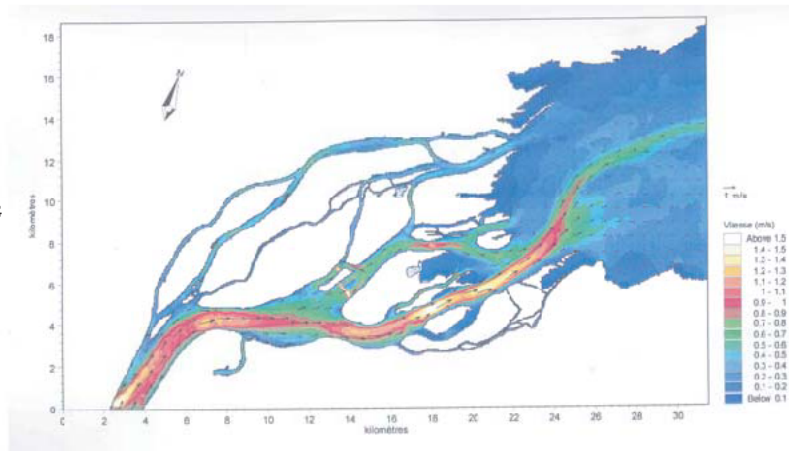 18
16
14
12
10
8
6
4
2
0
kilomètres
N
0 2 4 6 8 10 12 14 16 18 20 22 24 26 28 30
kilomètres
1 m/s
Vitesse (m/s)
Above 1.5
1.4 - 1.5
1.3 - 1.4
1.2 - 1.3
1.1 - 1.2
1 - 1.1
0.9 - 1
0.8 - 0.9
0.7 - 0.8
0.6 - 0.7
0.5 - 0.6
0.4 - 0.5
0.3 - 0.4
0.2 - 0.3
0.1 - 0.2
Below 0.1